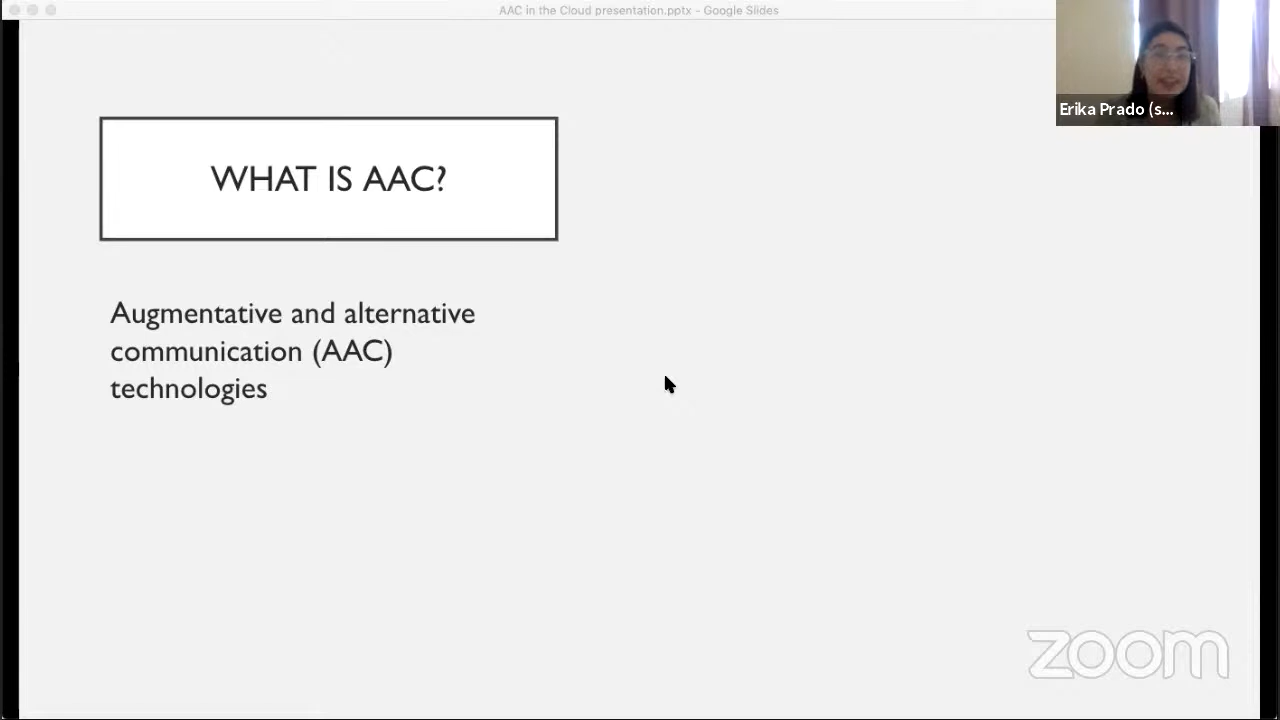 AAC in the Cloud presentation.pptx - Google Slides
Erika Prado (s...
WHAT IS AAC?
Augmentative and alternative
communication (AAC)
technologies
zoom